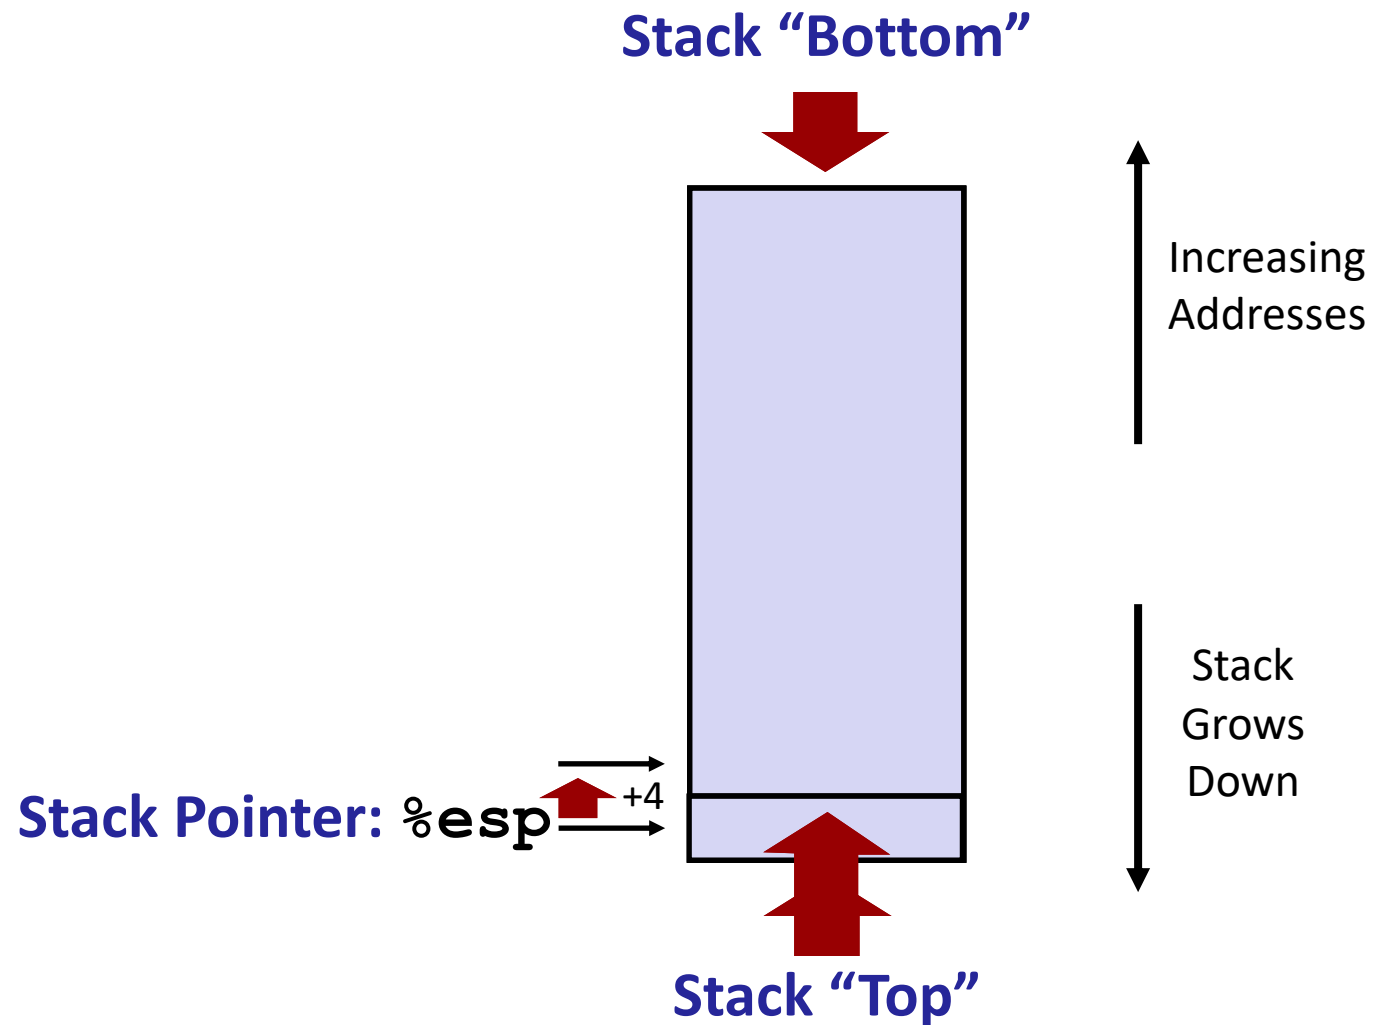 Stack “Bottom”
Increasing
Addresses
Stack
Grows
Down
+4
Stack Pointer: %esp
Stack “Top”